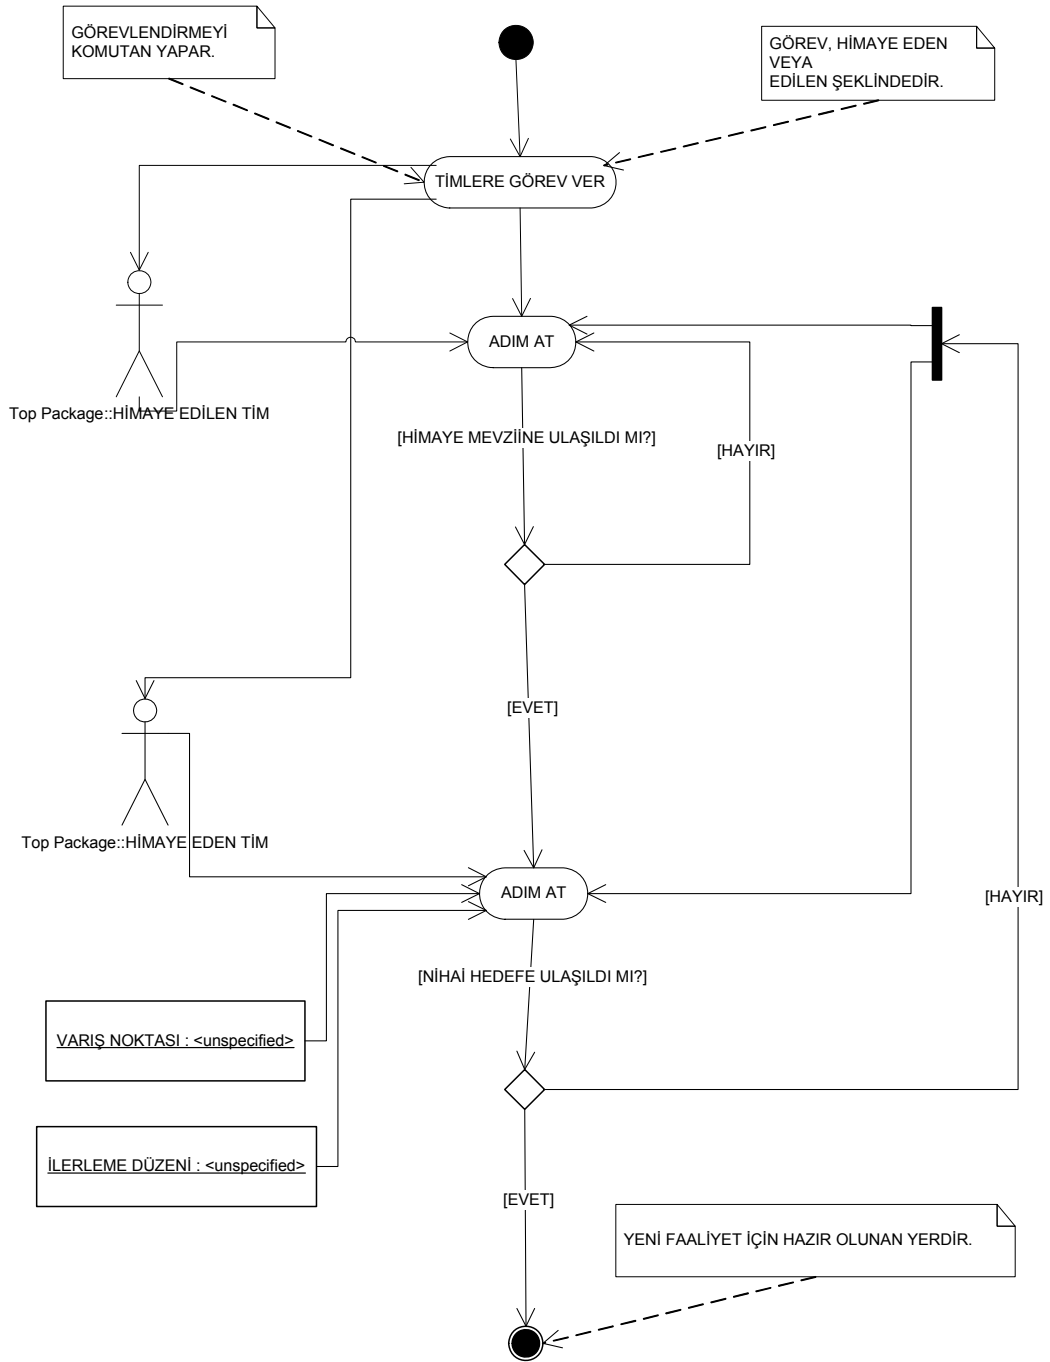 GÖREVLENDİRMEYİ
KOMUTAN YAPAR.
GÖREV, HİMAYE EDEN
VEYA
EDİLEN ŞEKLİNDEDİR.
TİMLERE GÖREV VER
ADIM AT
Top Package::HİMAYE EDİLEN TİM
[HİMAYE MEVZİİNE ULAŞILDI MI?]
[HAYIR]
[EVET]
Top Package::HİMAYE EDEN TİM
ADIM AT
[HAYIR]
[NİHAİ HEDEFE ULAŞILDI MI?]
VARIŞ NOKTASI : <unspecified>
İLERLEME DÜZENİ : <unspecified>
[EVET]
YENİ FAALİYET İÇİN HAZIR OLUNAN YERDİR.